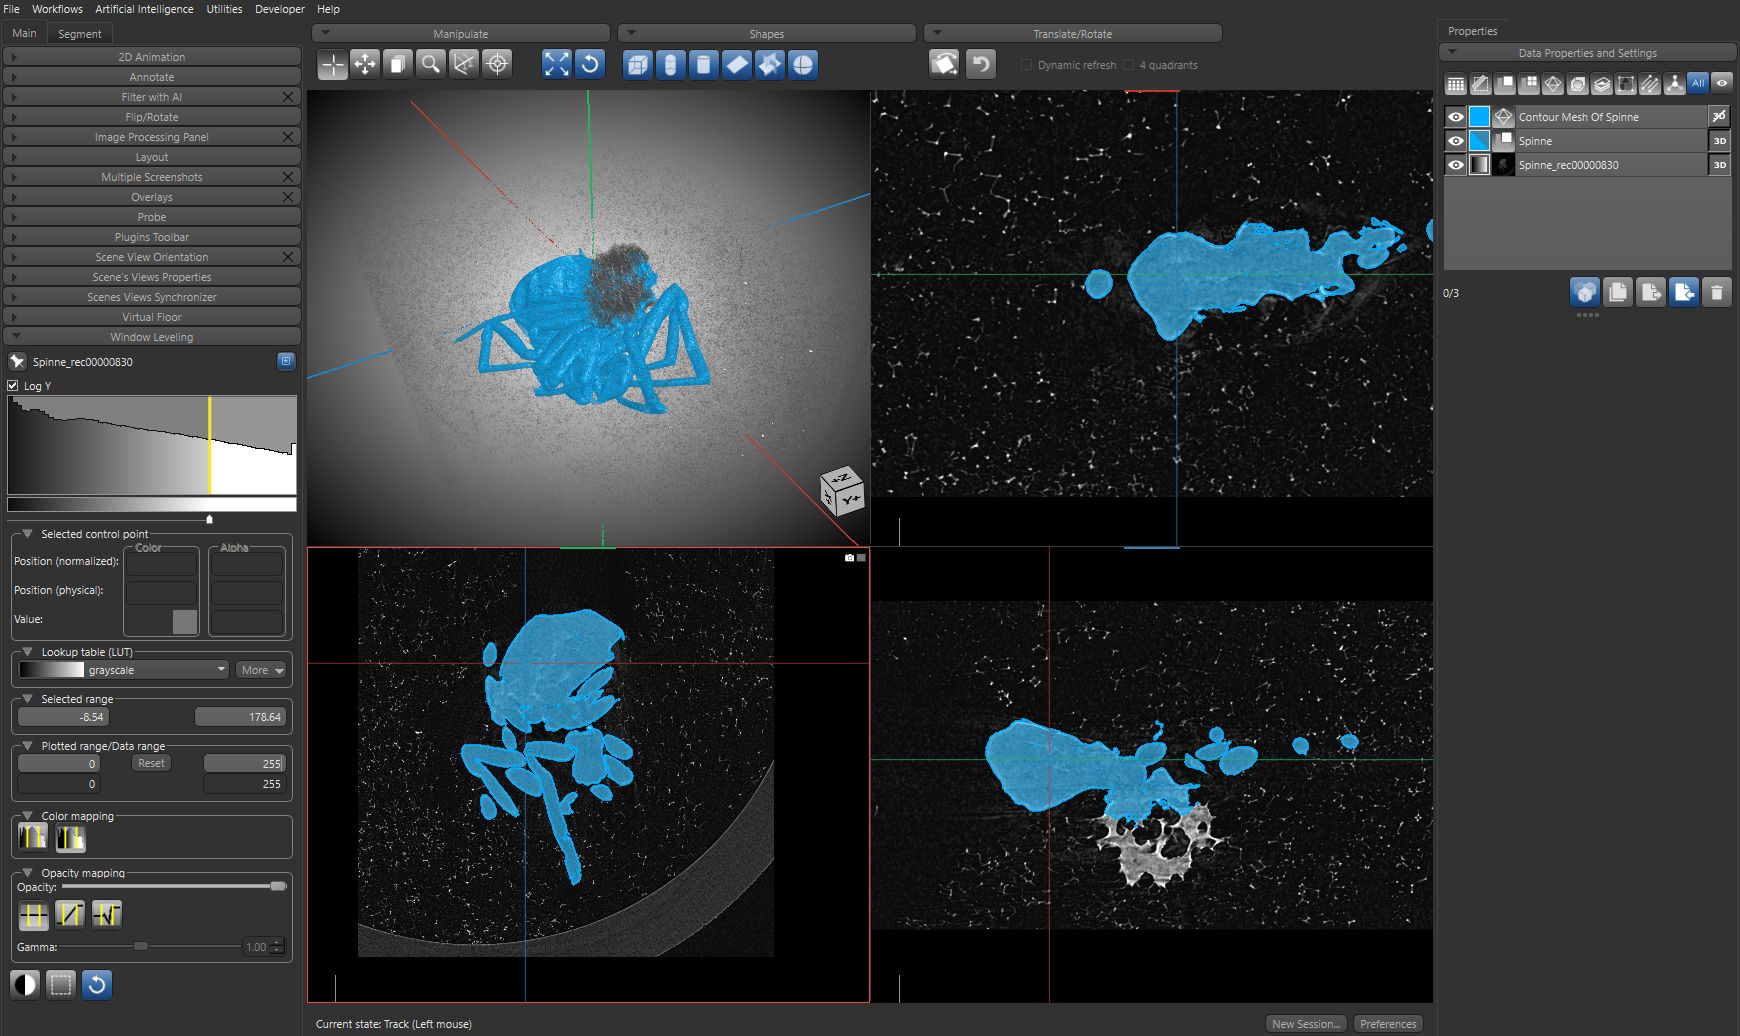 File Workflows Artificial Intelligence Utilities Developer Help
Main Segment
2D Animation
Annotate
Filter with AI
Flip/Rotate
Image Processing Panel
Layout
Multiple Screenshots
Overlays
Probe
Plugins Toolbar
Scene View Orientation
Scene's Views Properties
Scenes Views Synchronizer
Virtual Floor
Window Leveling
Spinne_rec00000830
Log Y
Selected control point
Color Alpha
Position (normalized):
Position (physical):
Value:
Lookup table (LUT)
grayscale More
Selected range
-8.54 178.64
Plotted range/Data range
0 Reset 255
0 255
Color mapping
Opacity mapping
Opacity:
Gamma: 1.00
Manipulate Shapes Translate/Rotate
Dynamic refresh 4 quadrants
+Z
Y+
Current state: Track (Left mouse)
New Session... Preferences
Properties
Data Properties and Settings
All
Contour Mesh Of Spinne 3D
Spinne 3D
Spinne_rec00000830 3D
0/3